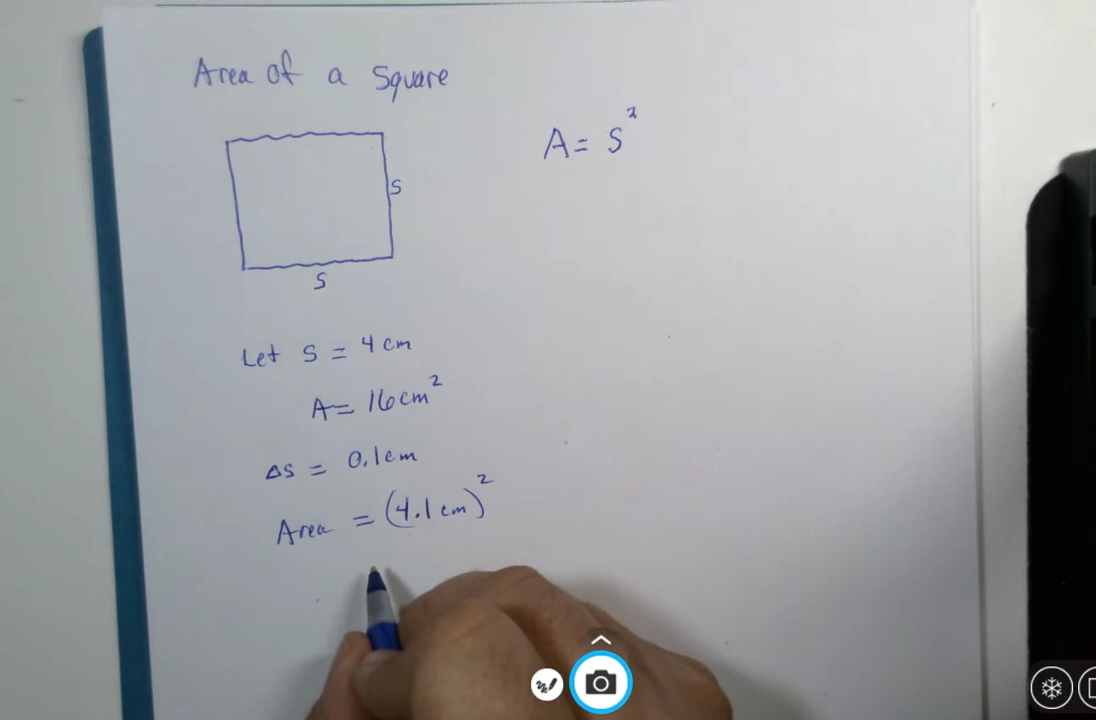 Area of a Square
A = S²
S
S
Let S = 4 cm
A = 16 cm²
ΔS = 0.1 cm
Area = (4.1 cm)²